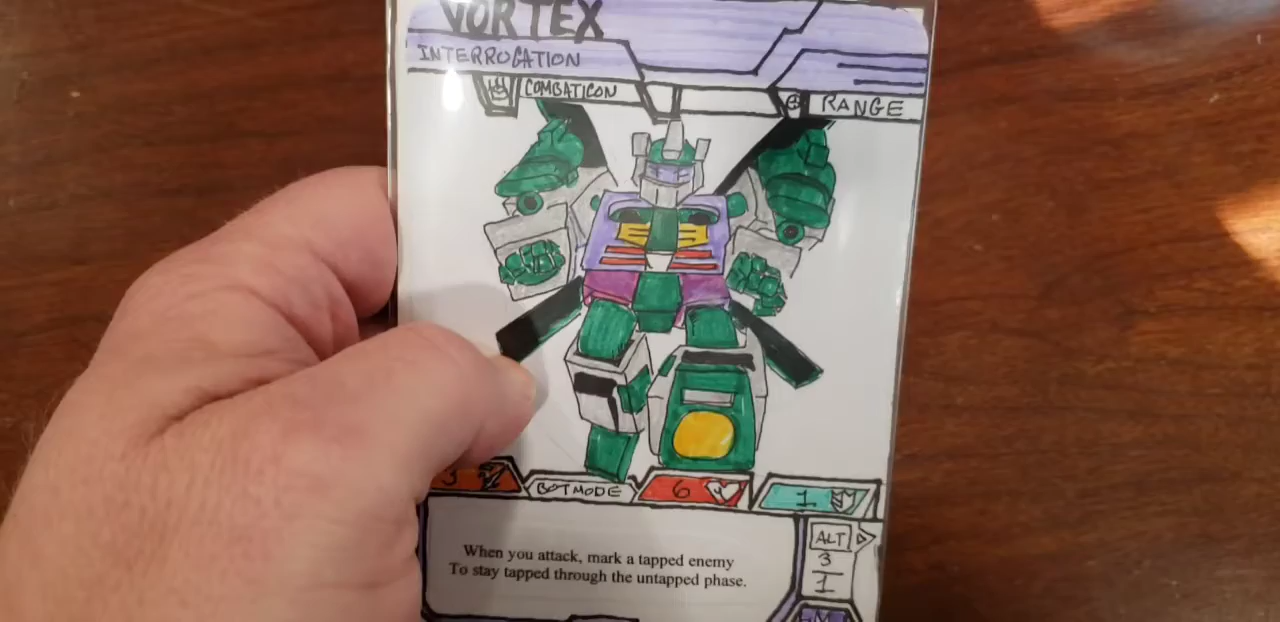 VORTEX
INTERROGATION
COMBATICON
RANGE
3
BOT MODE
6
1
ALT
3
1
When you attack, mark a tapped enemy
To stay tapped through the untapped phase.